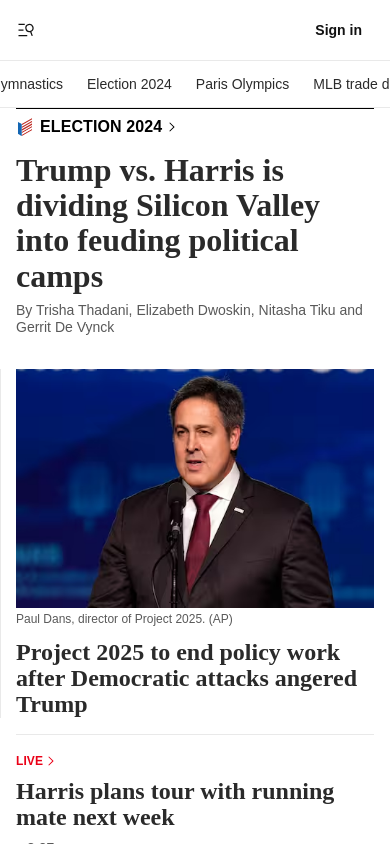 Sign in
ymnastics Election 2024 Paris Olympics MLB trade d
ELECTION 2024
Trump vs. Harris is
dividing Silicon Valley
into feuding political
camps
By Trisha Thadani, Elizabeth Dwoskin, Nitasha Tiku and
Gerrit De Vynck
Paul Dans, director of Project 2025. (AP)
Project 2025 to end policy work
after Democratic attacks angered
Trump
LIVE
Harris plans tour with running
mate next week